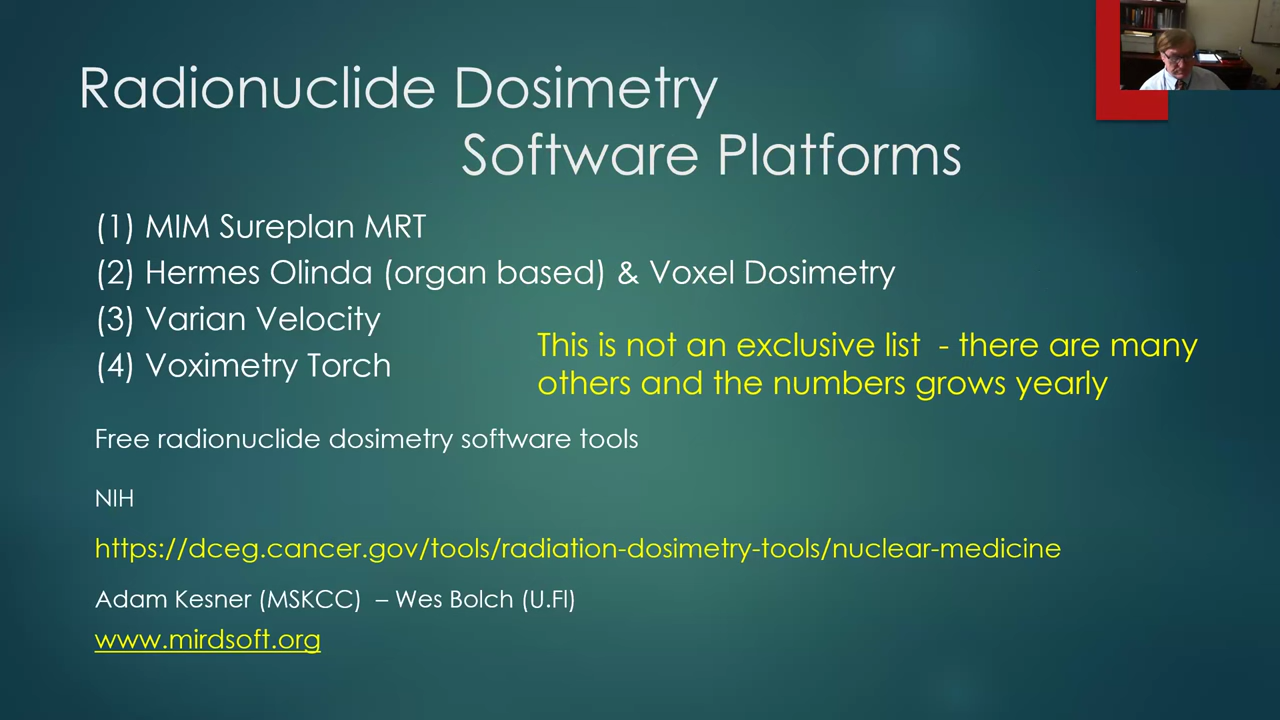 Radionuclide Dosimetry
Software Platforms
(1) MIM Sureplan MRT
(2) Hermes Olinda (organ based) & Voxel Dosimetry
(3) Varian Velocity
(4) Voximetry Torch
This is not an exclusive list - there are many
others and the numbers grows yearly
Free radionuclide dosimetry software tools
NIH
https://dceg.cancer.gov/tools/radiation-dosimetry-tools/nuclear-medicine
Adam Kesner (MSKCC) – Wes Bolch (U.Fl)
www.mirdsoft.org